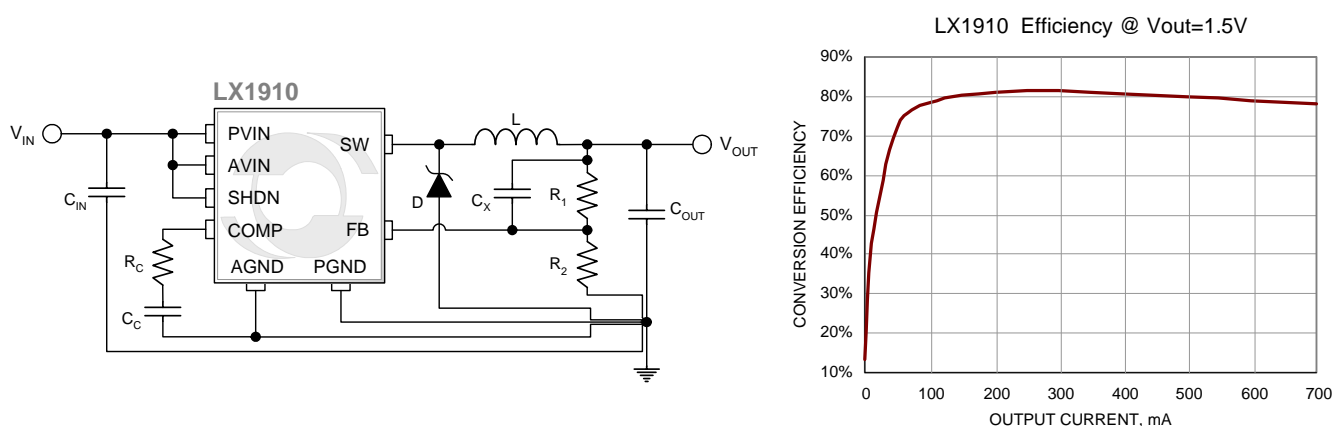 LX1910
V_IN
PVIN
AVIN
SHDN
COMP
AGND
PGND
SW
FB
L
V_OUT
C_IN
R_C
C_C
D
C_X
R_1
R_2
C_OUT
LX1910 Efficiency @ Vout=1.5V
CONVERSION EFFICIENCY
90%
80%
70%
60%
50%
40%
30%
20%
10%
0 100 200 300 400 500 600 700
OUTPUT CURRENT, mA